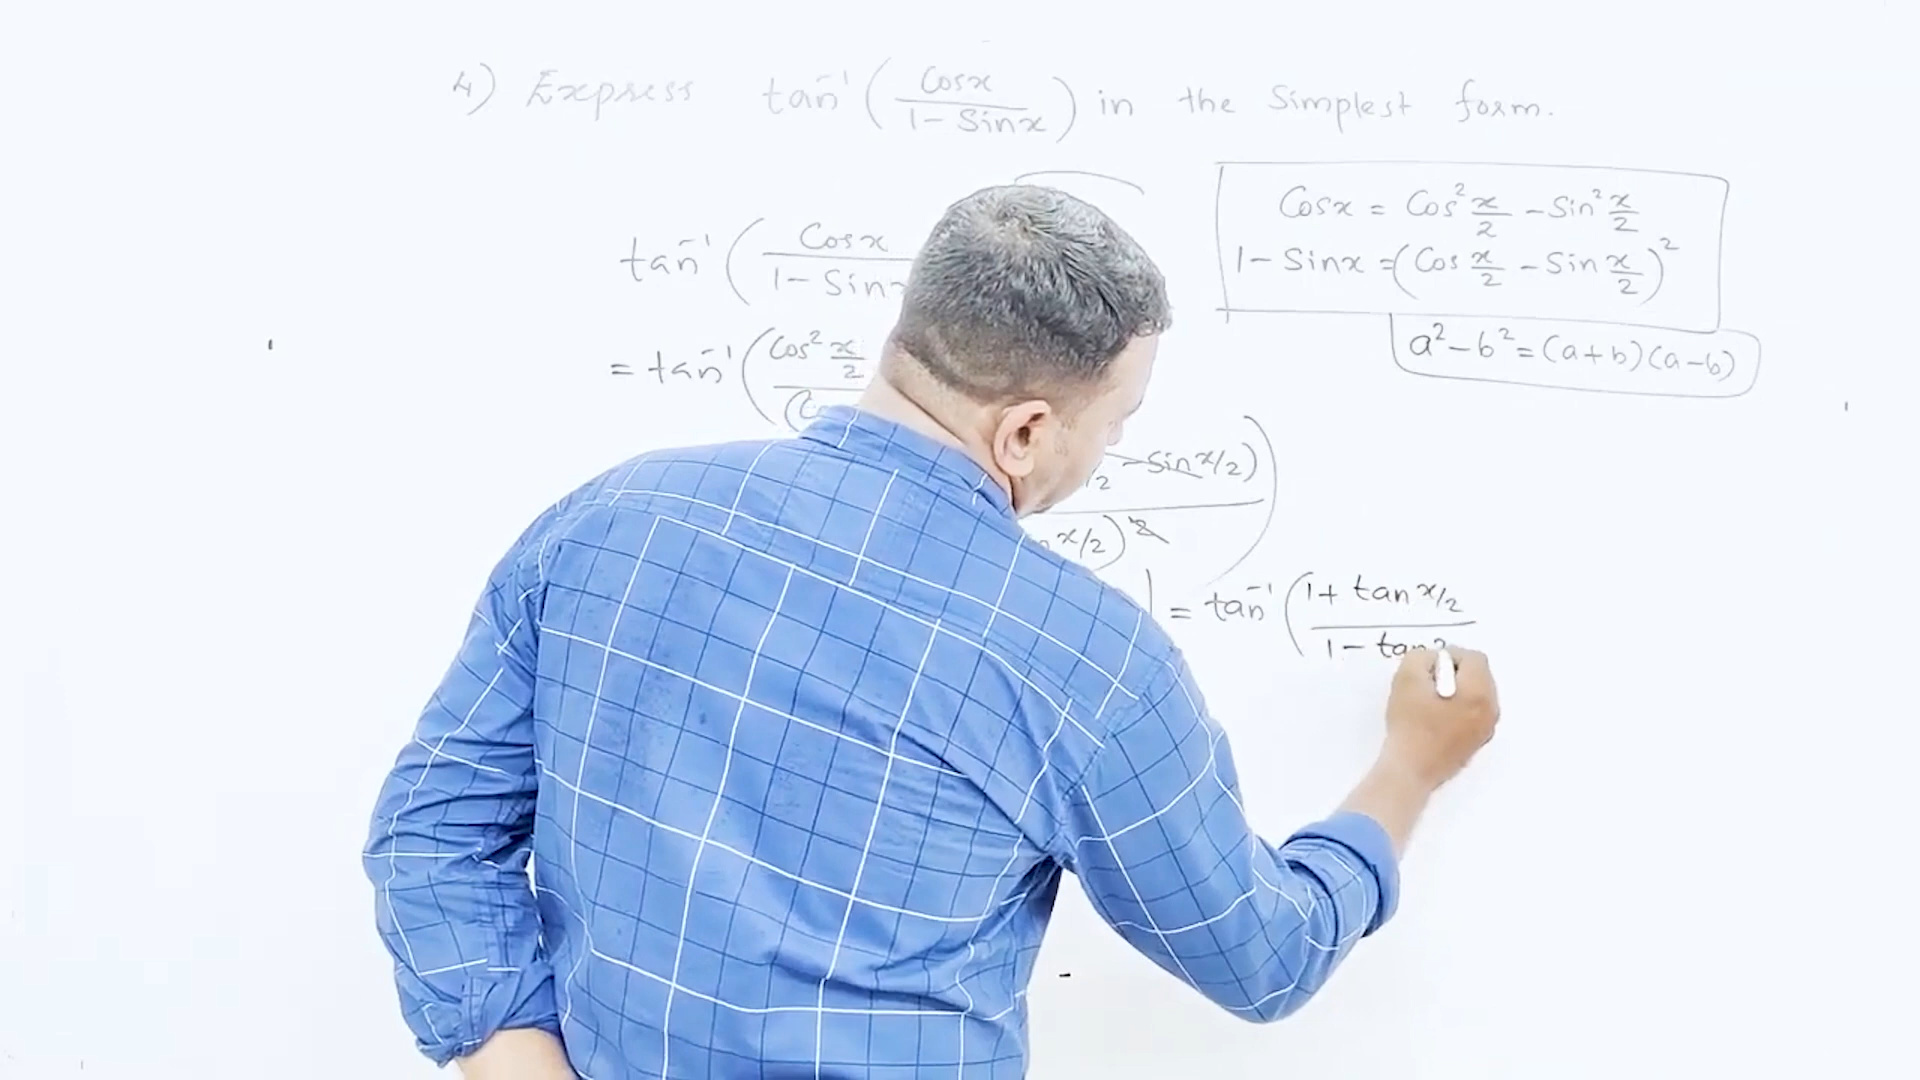 4) Express tan⁻¹(Cosx / 1 - Sinx) in the Simplest form.
Cosx = Cos² x/2 - Sin² x/2
1 - Sinx = (Cos x/2 - Sin x/2)²
a² - b² = (a+b)(a-b)
tan⁻¹(Cosx / 1 - Sin
= tan⁻¹(Cos² x/2
- sin x/2)
x/2)²
= tan⁻¹(1 + tan x/2 / 1 - tan